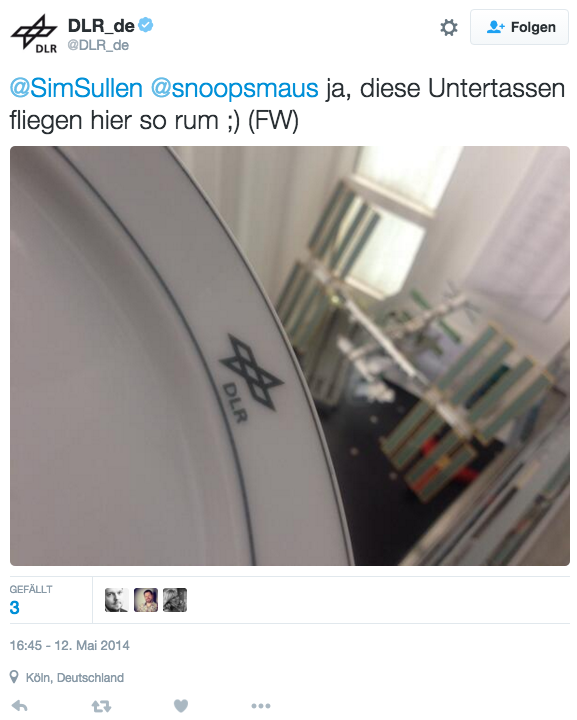 DLR
DLR_de
@DLR_de
Folgen
@SimSullen @snoopsmaus ja, diese Untertassen
fliegen hier so rum ;) (FW)
DLR
GEFÄLLT
3
16:45 - 12. Mai 2014
Köln, Deutschland